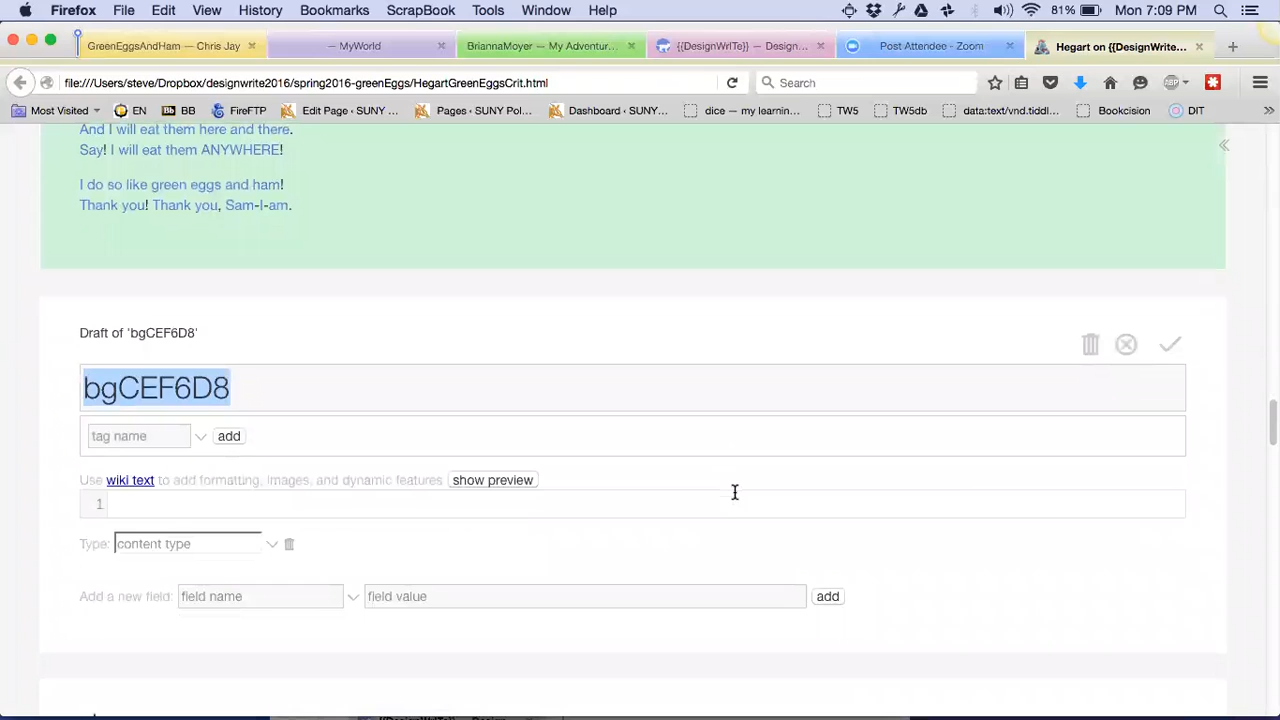 Firefox File Edit View History Bookmarks ScrapBook Tools Window Help 81% Mon 7:09 PM
GreenEggsAndHam — Chris Jay — MyWorld BriannaMoyer — My Adventur... {{DesignWrITe}} — Design... Post Attendee - Zoom Hegart on {{DesignWrite...
file:///Users/steve/Dropbox/designwrite2016/spring2016-greenEggs/HegartGreenEggsCrit.html Search ABP
Most Visited EN Bb BB FireFTP Edit Page ‹ SUNY Po... Pages ‹ SUNY Pol... Dashboard ‹ SUNY Po... dice — my learnin... TW5 TW5db data:text/vnd.tiddl... Bookcision DIT
And I will eat them here and there.
Say! I will eat them ANYWHERE!
I do so like green eggs and ham!
Thank you! Thank you, Sam-I-am.
Draft of 'bgCEF6D8'
bgCEF6D8
tag name add
Use wiki text to add formatting, images, and dynamic features show preview
1
Type: content type
Add a new field: field name field value add